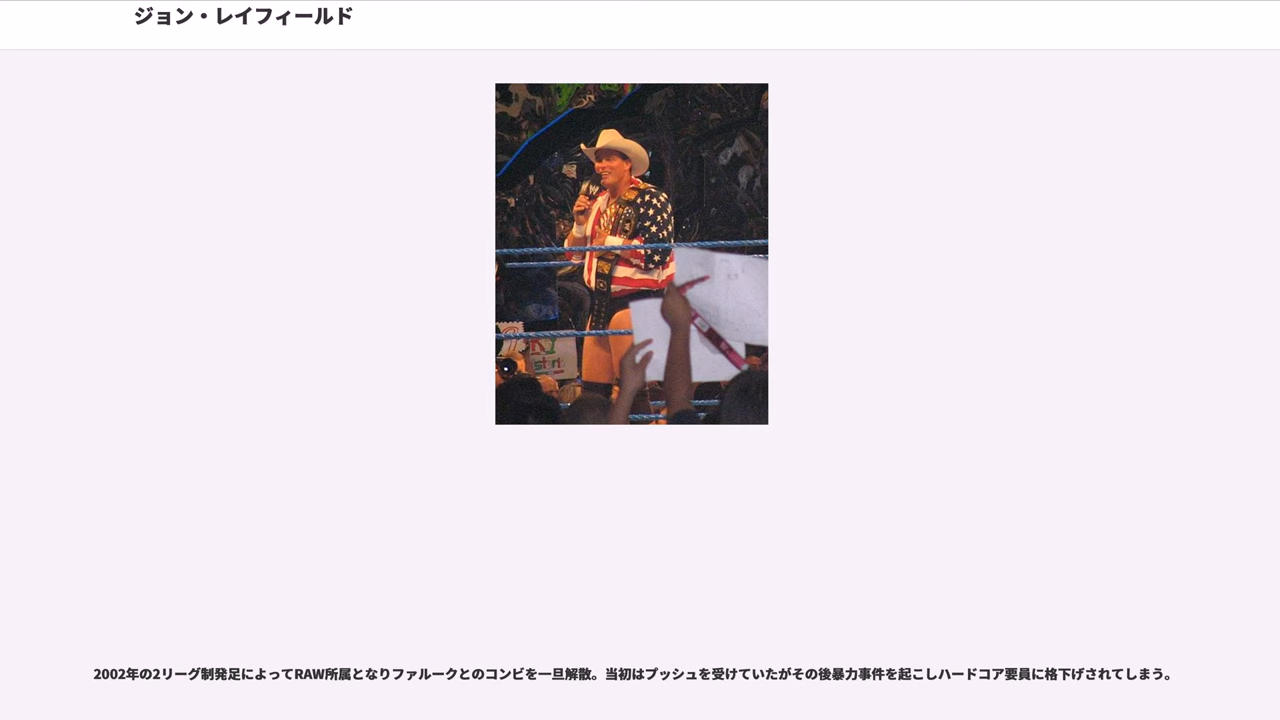 ジョン・レイフィールド
2002年の2リーグ制発足によってRAW所属となりファルークとのコンビを一旦解散。当初はプッシュを受けていたがその後暴力事件を起こしハードコア要員に格下げされてしまう。